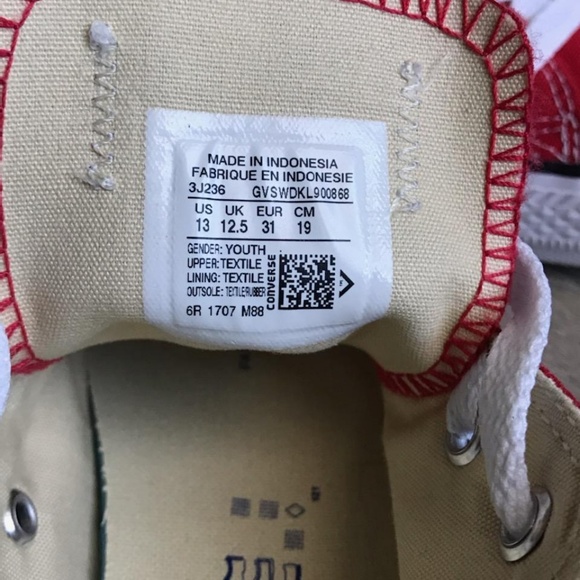 MADE IN INDONESIA
FABRIQUE EN INDONESIE
3J236 GVSWDKL900868
US UK EUR CM
13 12.5 31 19
GENDER: YOUTH
UPPER: TEXTILE
LINING: TEXTILE
OUTSOLE: TEXTILE/RUBBER
CONVERSE
6R 1707 M88